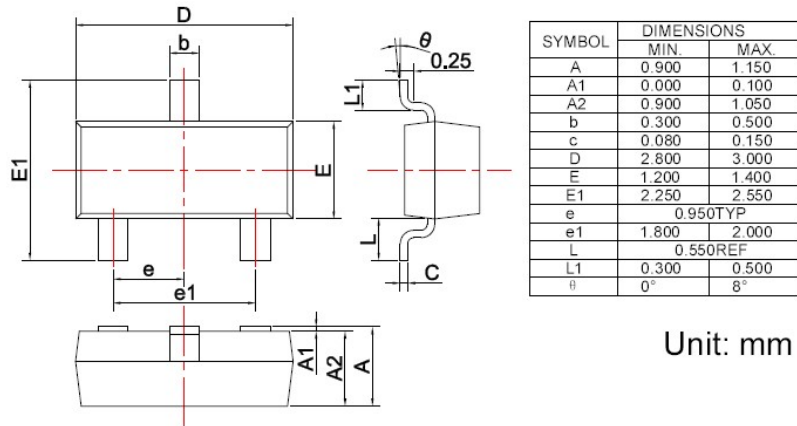 D
b
θ
0.25
L1
E1
E
L
C
e
e1
A1
A2
A
SYMBOL DIMENSIONS
MIN. MAX.
A 0.900 1.150
A1 0.000 0.100
A2 0.900 1.050
b 0.300 0.500
c 0.080 0.150
D 2.800 3.000
E 1.200 1.400
E1 2.250 2.550
e 0.950TYP
e1 1.800 2.000
L 0.550REF
L1 0.300 0.500
θ 0° 8°
Unit: mm